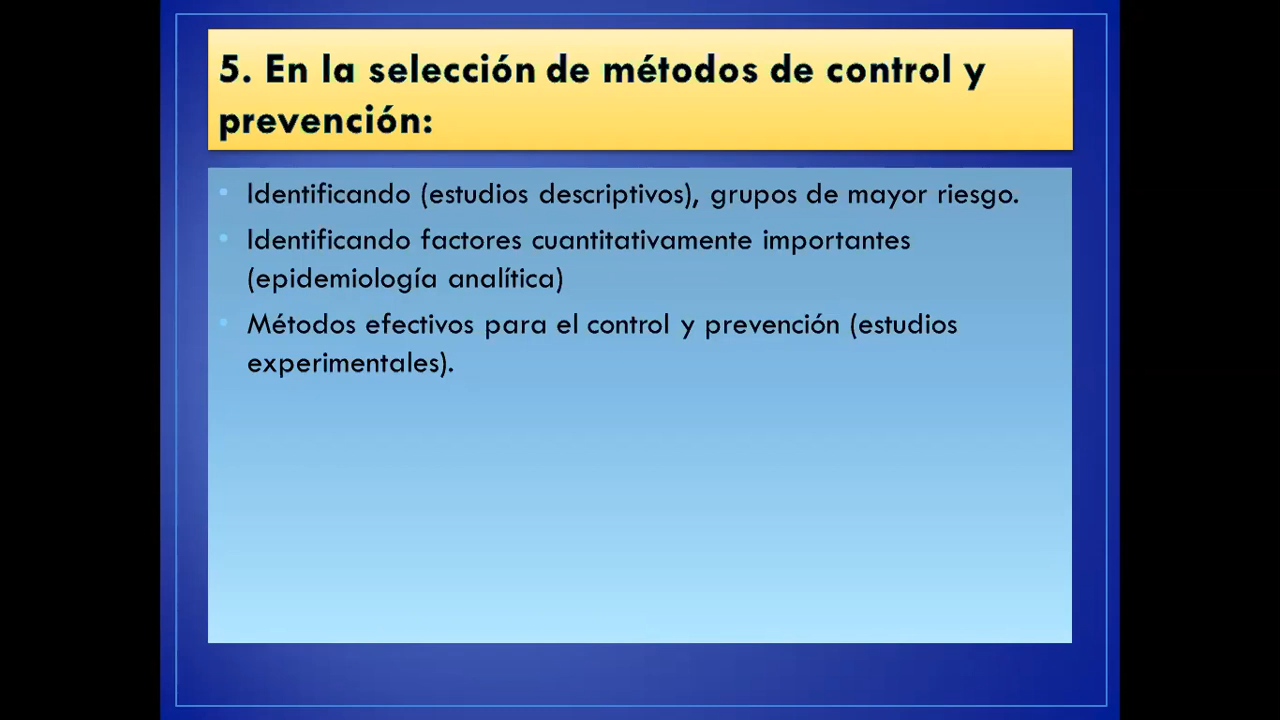 5. En la selección de métodos de control y
prevención:
• Identificando (estudios descriptivos), grupos de mayor riesgo.
• Identificando factores cuantitativamente importantes
(epidemiología analítica)
• Métodos efectivos para el control y prevención (estudios
experimentales).